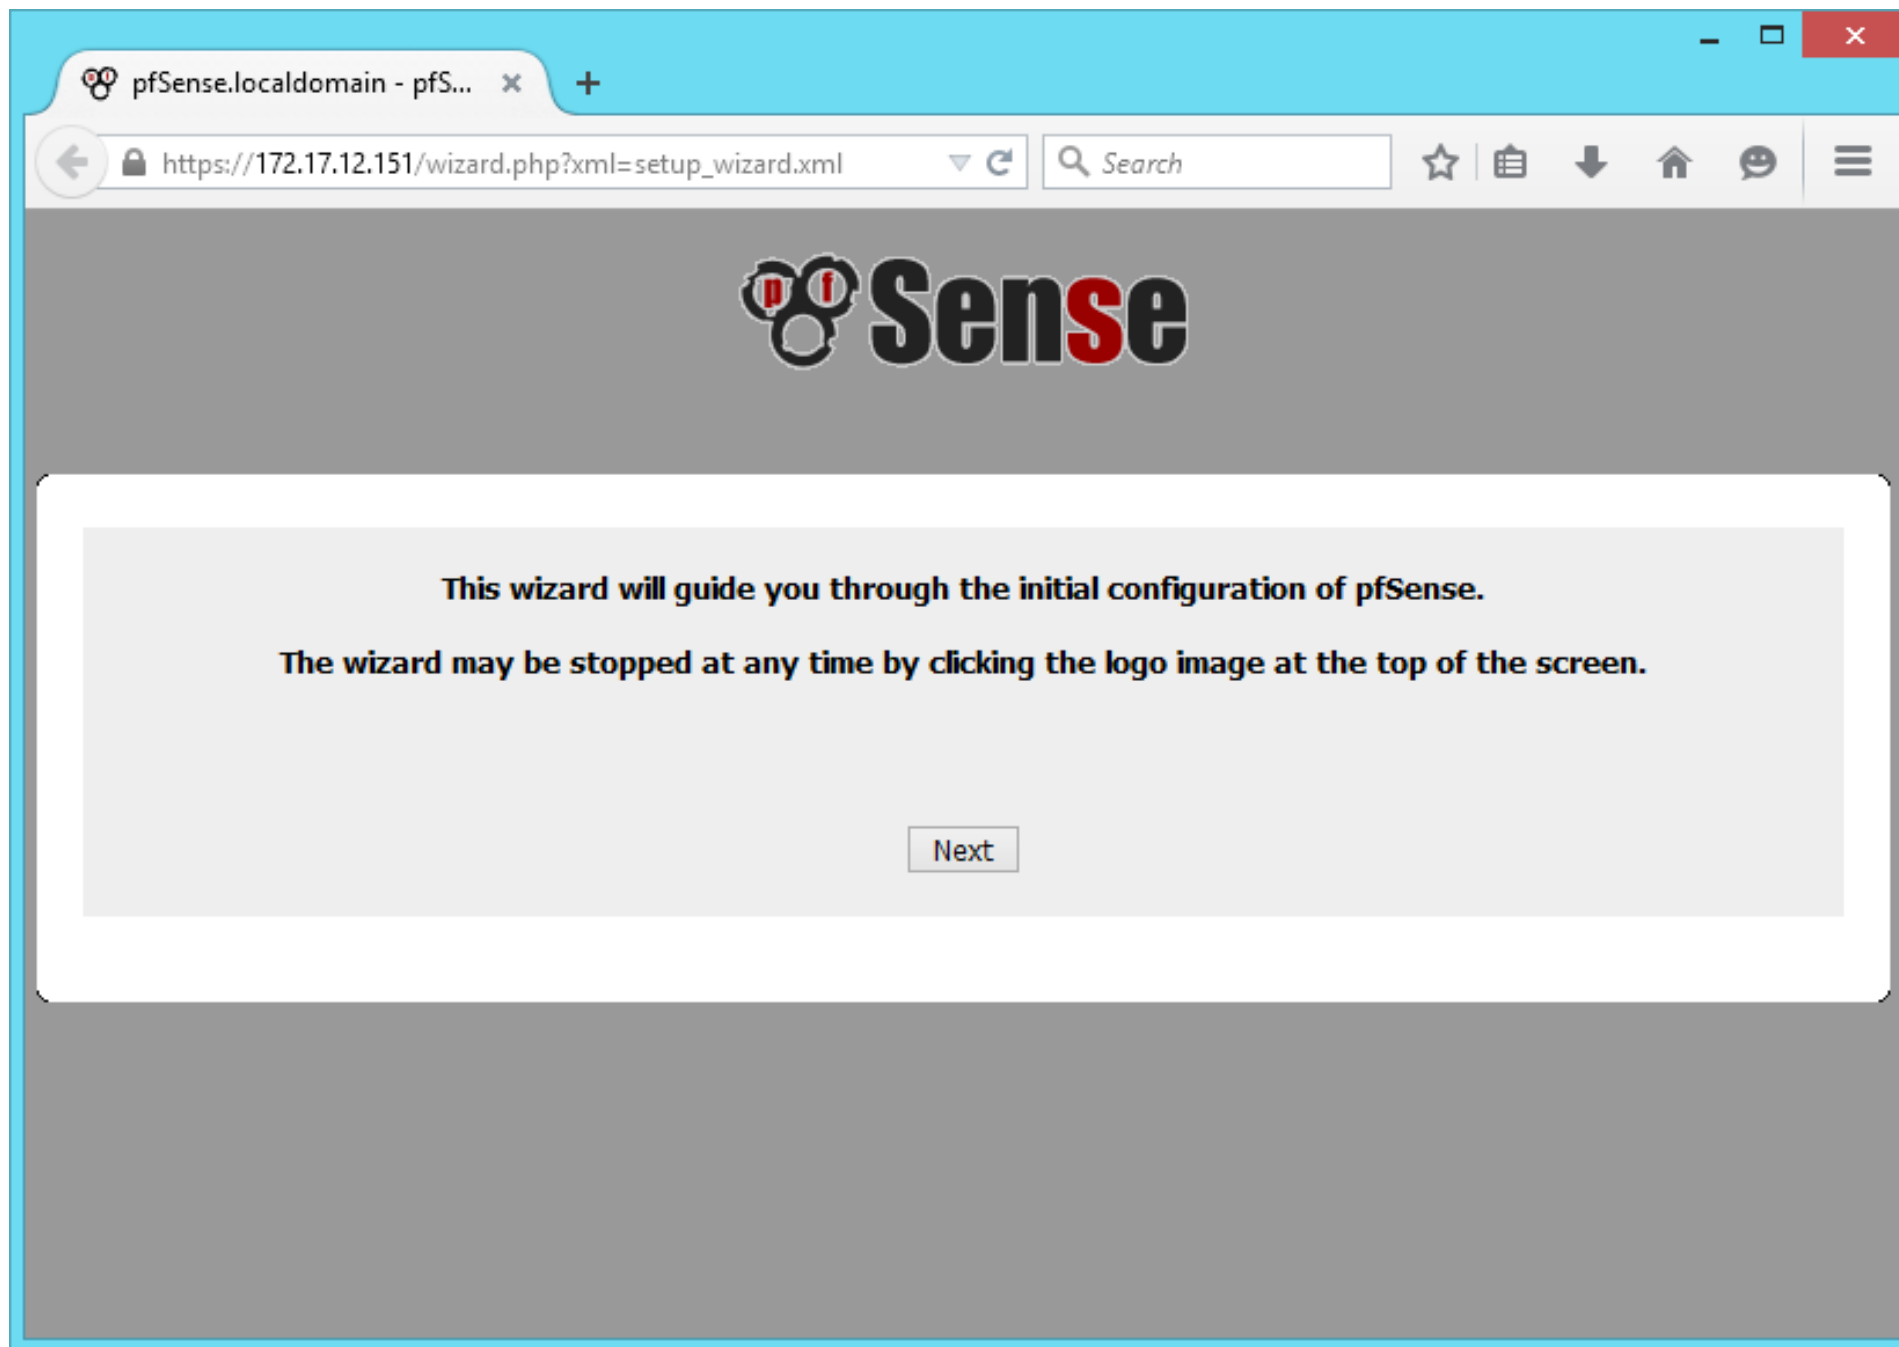 pfSense.localdomain - pfS...
https://172.17.12.151/wizard.php?xml=setup_wizard.xml
Search
pf Sense
This wizard will guide you through the initial configuration of pfSense.
The wizard may be stopped at any time by clicking the logo image at the top of the screen.
Next